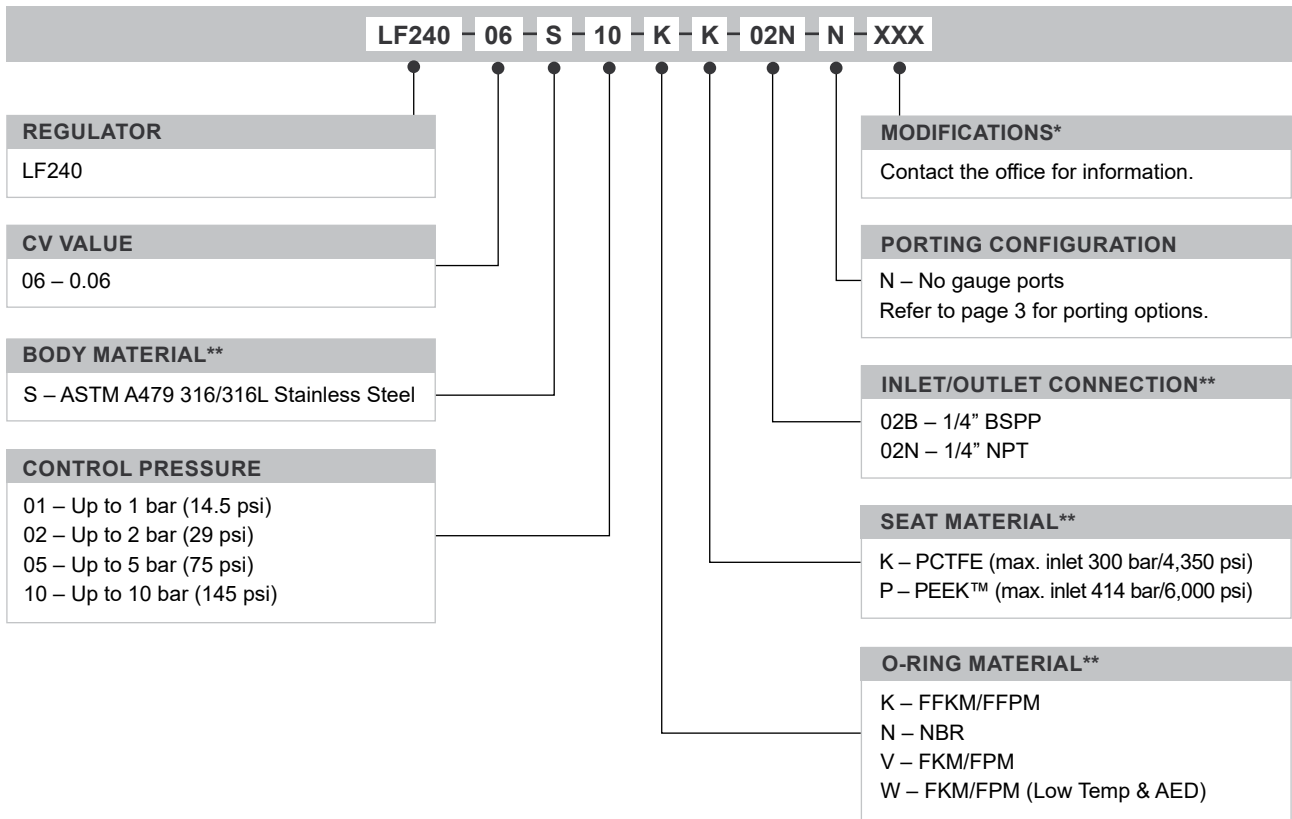 LF240 - 06 - S - 10 - K - K - 02N - N - XXX
REGULATOR
LF240
CV VALUE
06 – 0.06
BODY MATERIAL**
S – ASTM A479 316/316L Stainless Steel
CONTROL PRESSURE
01 – Up to 1 bar (14.5 psi)
02 – Up to 2 bar (29 psi)
05 – Up to 5 bar (75 psi)
10 – Up to 10 bar (145 psi)
MODIFICATIONS*
Contact the office for information.
PORTING CONFIGURATION
N – No gauge ports
Refer to page 3 for porting options.
INLET/OUTLET CONNECTION**
02B – 1/4” BSPP
02N – 1/4” NPT
SEAT MATERIAL**
K – PCTFE (max. inlet 300 bar/4,350 psi)
P – PEEK™ (max. inlet 414 bar/6,000 psi)
O-RING MATERIAL**
K – FFKM/FFPM
N – NBR
V – FKM/FPM
W – FKM/FPM (Low Temp & AED)